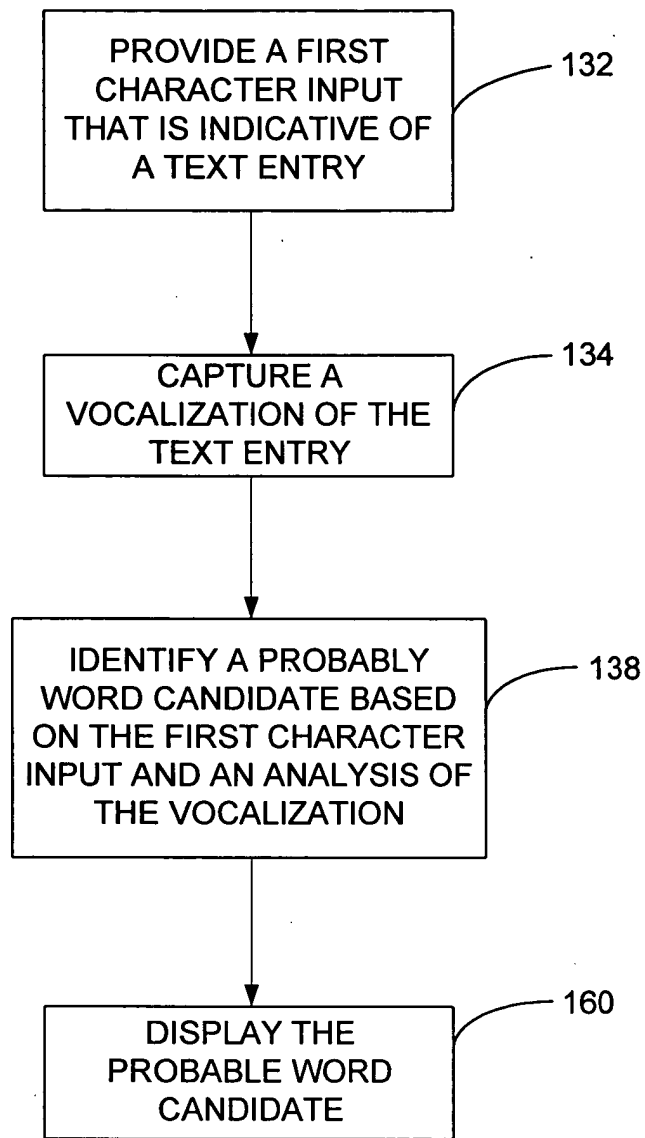 PROVIDE A FIRST
CHARACTER INPUT
THAT IS INDICATIVE OF
A TEXT ENTRY
132
CAPTURE A
VOCALIZATION OF THE
TEXT ENTRY
134
IDENTIFY A PROBABLY
WORD CANDIDATE BASED
ON THE FIRST CHARACTER
INPUT AND AN ANALYSIS OF
THE VOCALIZATION
138
DISPLAY THE
PROBABLE WORD
CANDIDATE
160